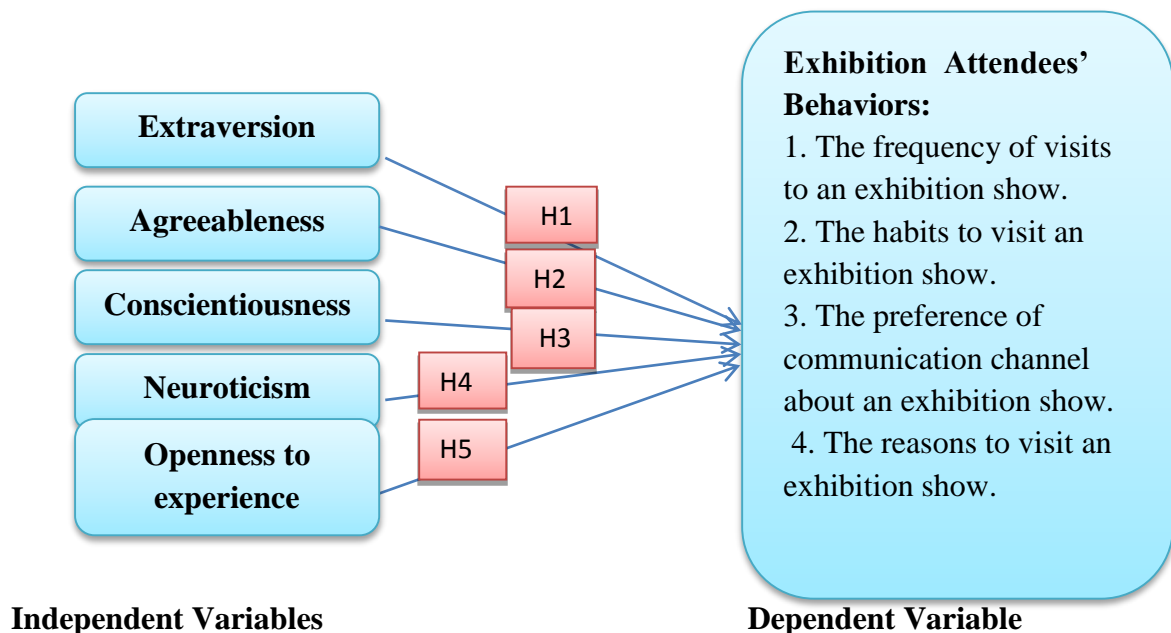 Extraversion
Agreeableness
Conscientiousness
Neuroticism
Openness to
experience
H1
H2
H3
H4
H5
Exhibition Attendees’
Behaviors:
1. The frequency of visits
to an exhibition show.
2. The habits to visit an
exhibition show.
3. The preference of
communication channel
about an exhibition show.
4. The reasons to visit an
exhibition show.
Independent Variables
Dependent Variable